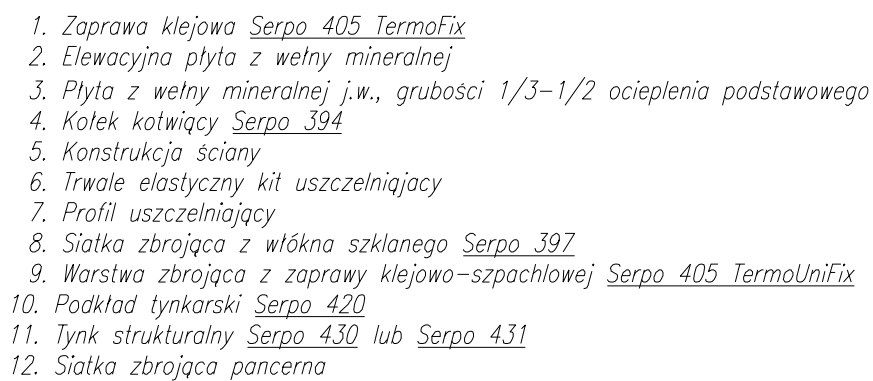 1. Zaprawa klejowa Serpo 405 TermoFix
2. Elewacyjna płyta z wełny mineralnej
3. Płyta z wełny mineralnej j.w., grubości 1/3-1/2 ocieplenia podstawowego
4. Kołek kotwiący Serpo 394
5. Konstrukcja ściany
6. Trwale elastyczny kit uszczelniqjacy
7. Profil uszczelniający
8. Siatka zbrojąca z włókna szklanego Serpo 397
9. Warstwa zbrojąca z zaprawy klejowo-szpachlowej Serpo 405 TermoUniFix
10. Podkład tynkarski Serpo 420
11. Tynk strukturalny Serpo 430 lub Serpo 431
12. Siatka zbrojąca pancerna